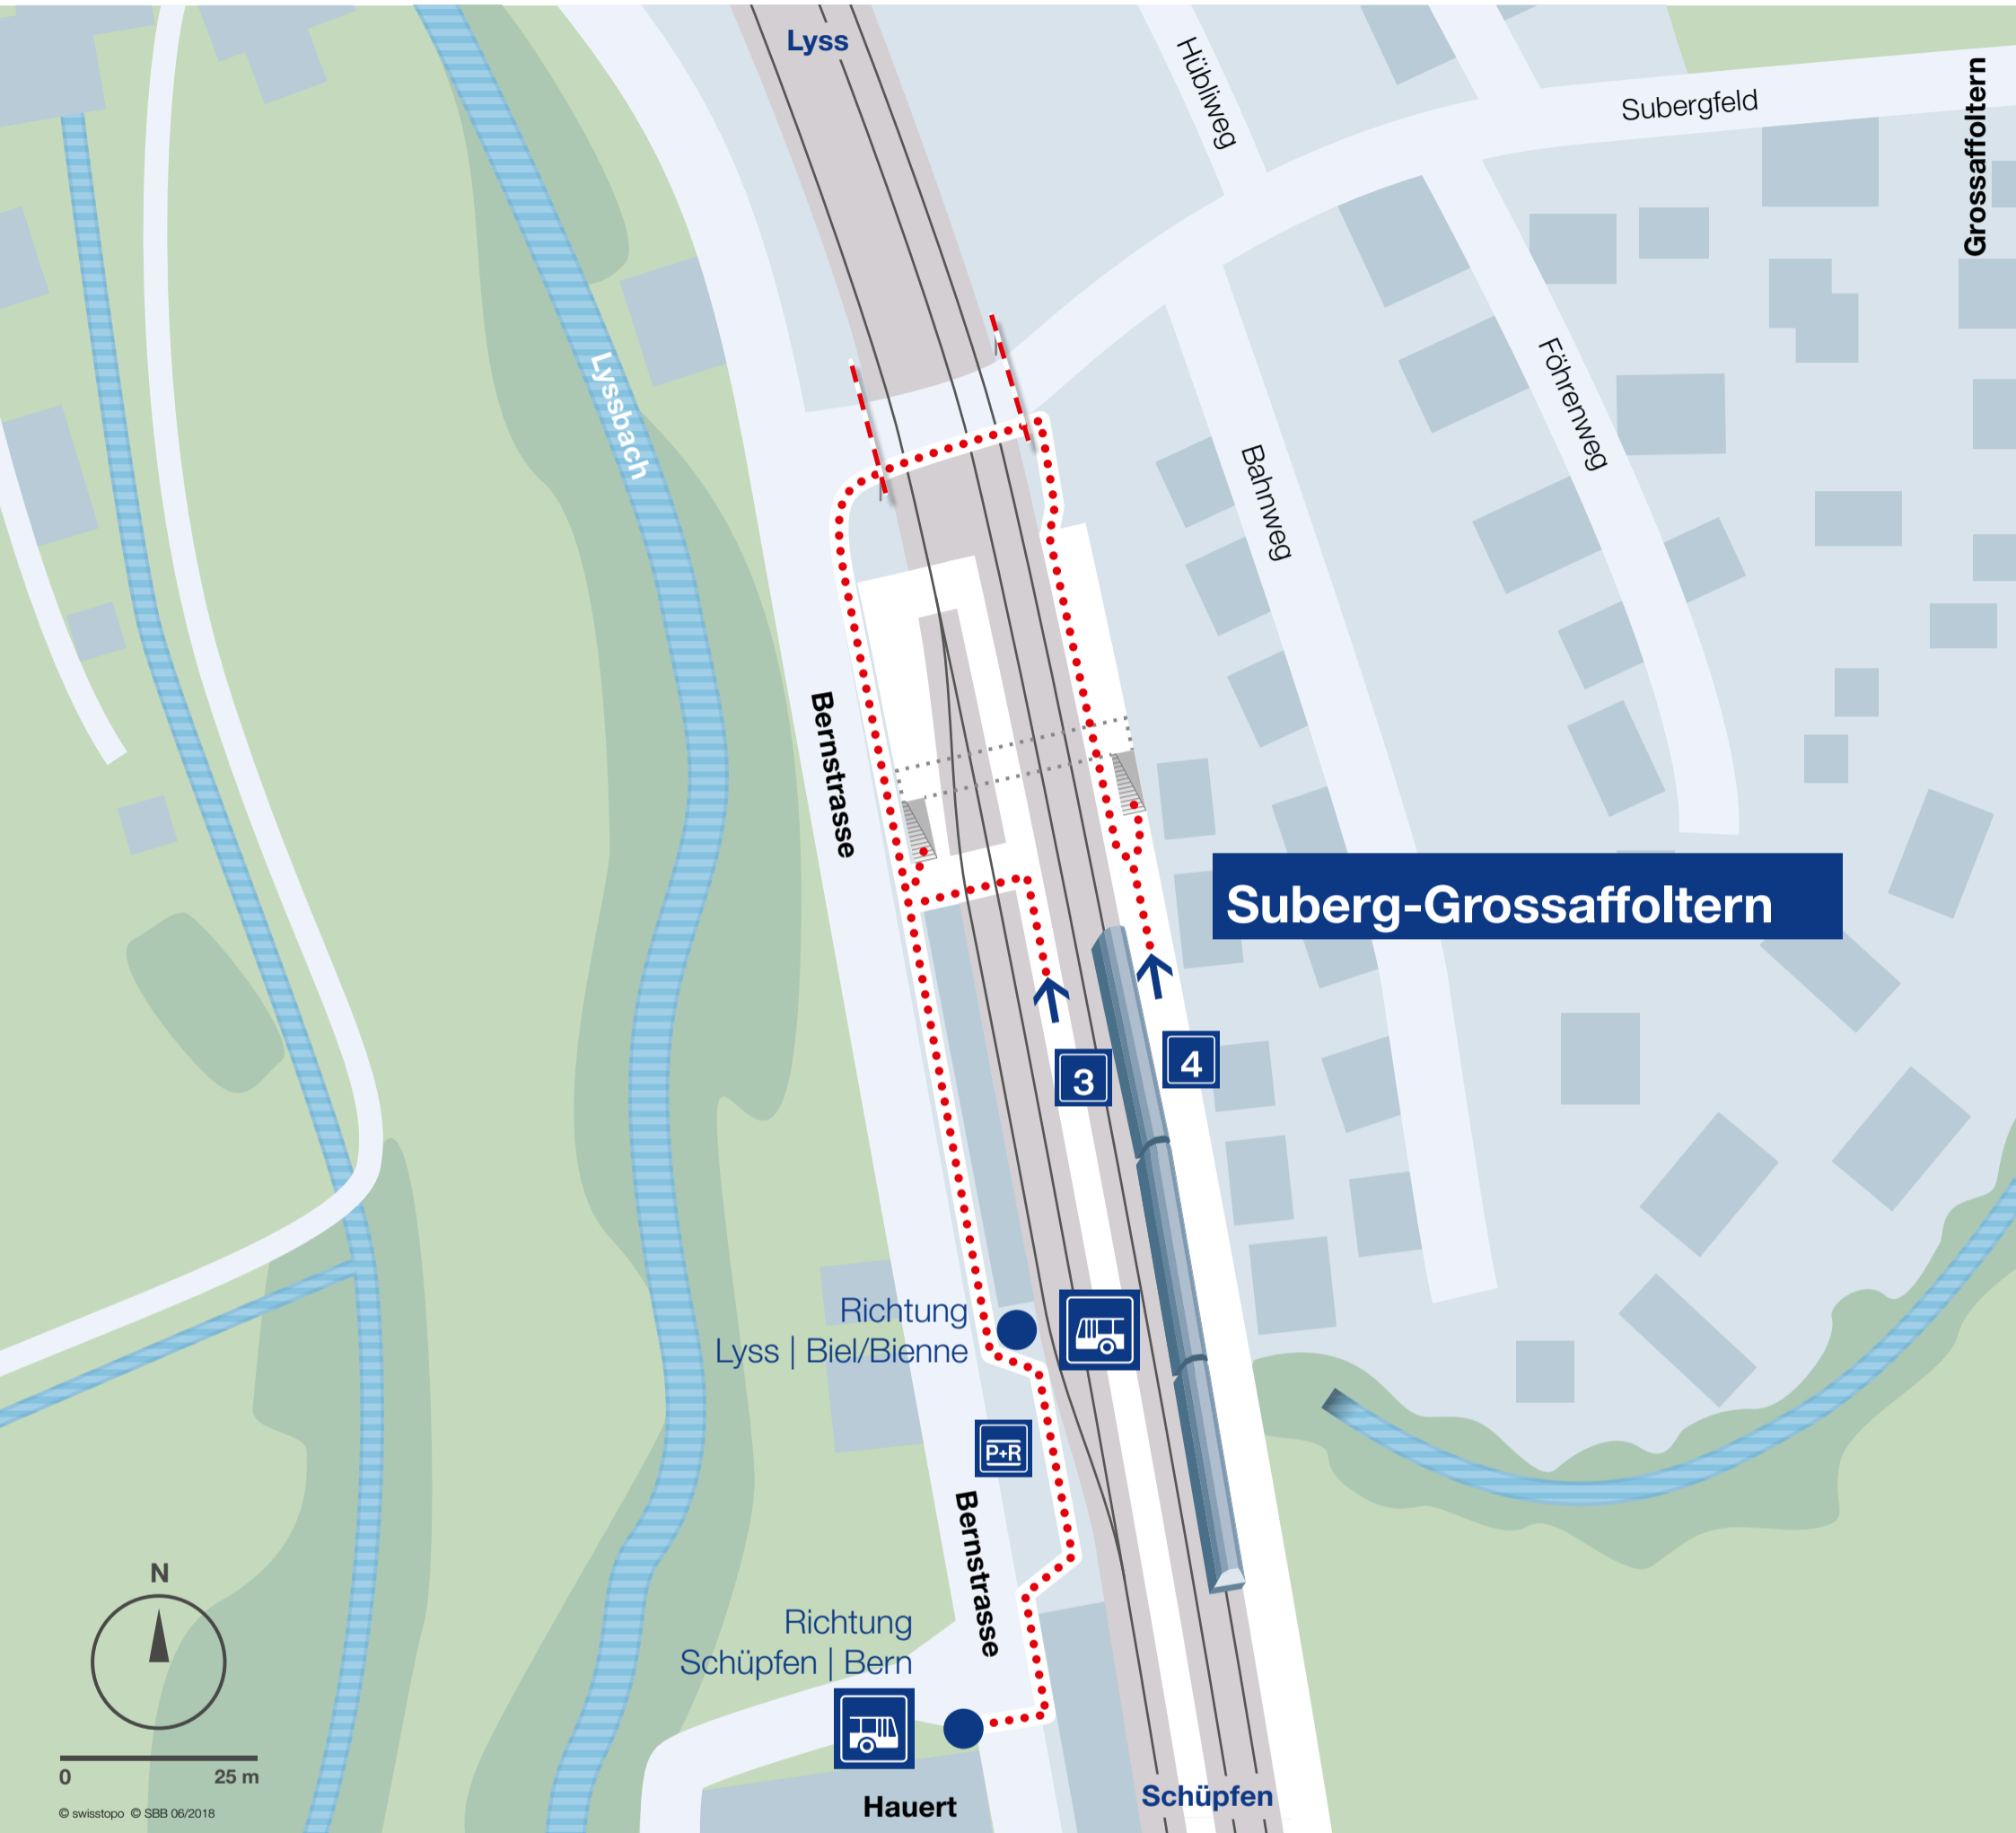 Lyss
Hübliweg
Subergfeld
Grossaffoltern
Lyssbach
Föhrenweg
Bahnweg
Bernstrasse
Suberg-Grossaffoltern
3
4
Richtung
Lyss | Biel/Bienne
P+R
Bernstrasse
N
Richtung
Schüpfen | Bern
0
25 m
Schüpfen
Hauert
© swisstopo © SBB 06/2018